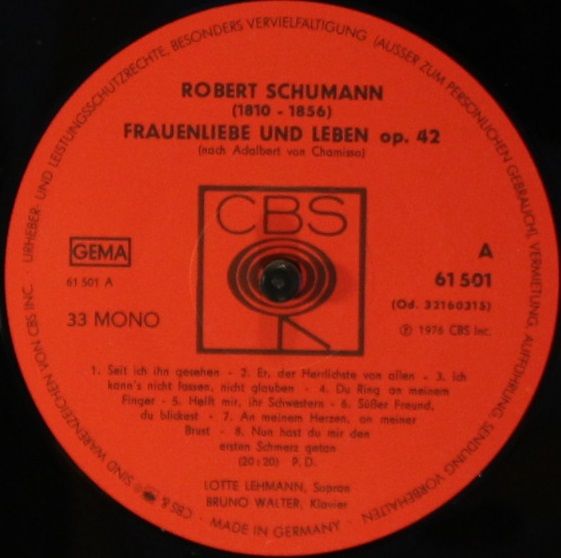 URHEBER- UND LEISTUNGSSCHUTZRECHTE, BESONDERS VERVIELFÄLTIGUNG (AUSSER ZUM PERSÖNLICHEN GEBRAUCH), VERMIETUNG, AUFFÜHRUNG, SENDUNG VORBEHALTEN
ROBERT SCHUMANN
(1810 - 1856)
FRAUENLIEBE UND LEBEN op. 42
(nach Adalbert von Chamisso)
CBS
GEMA
61 501 A
33 MONO
A
61 501
(Od. 32160315)
Ⓟ 1976 CBS Inc.
1. Seit ich ihn gesehen - 2. Er, der Herrlichste von allen - 3. Ich
kann's nicht fassen, nicht glauben - 4. Du Ring an meinem
Finger - 5. Helft mir, ihr Schwestern - 6. Süßer Freund,
du blickest - 7. An meinem Herzen, an meiner
Brust - 8. Nun hast du mir den
ersten Schmerz getan
(20:20) P. D.
LOTTE LEHMANN, Sopran
BRUNO WALTER, Klavier
CBS & SIND WARENZEICHEN VON CBS INC. · MADE IN GERMANY ·